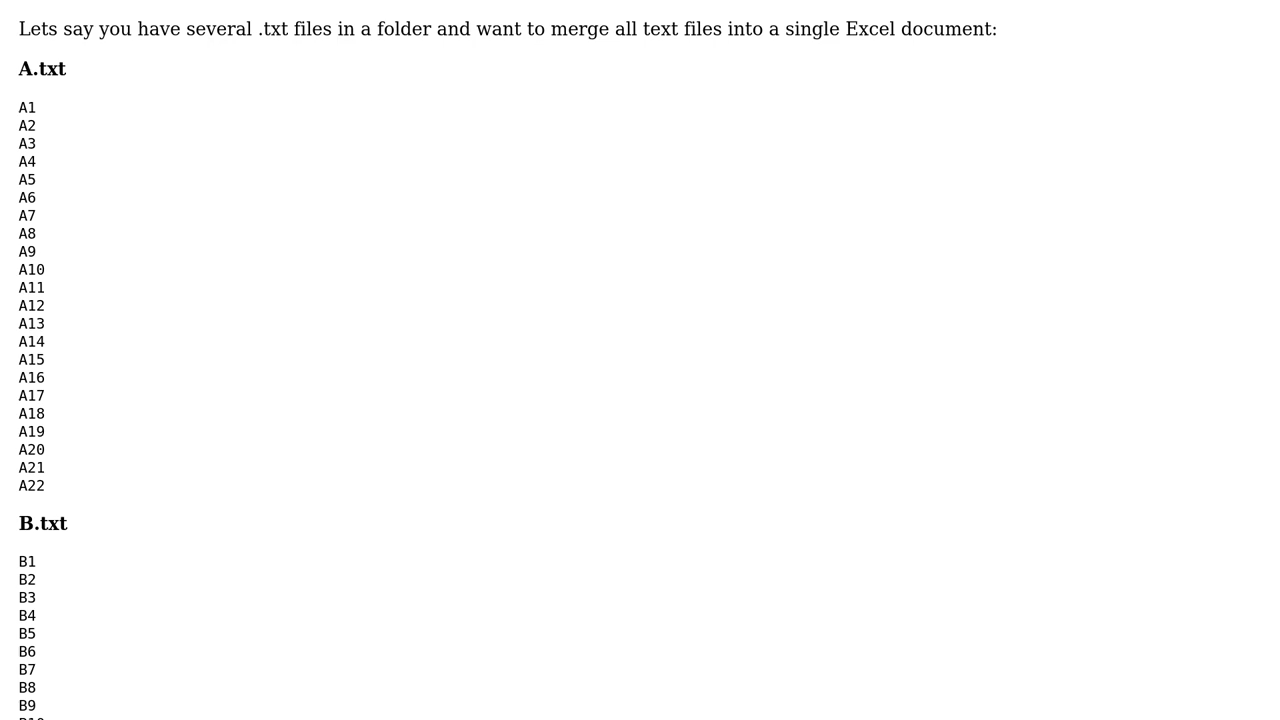 Lets say you have several .txt files in a folder and want to merge all text files into a single Excel document:
A.txt
A1
A2
A3
A4
A5
A6
A7
A8
A9
A10
A11
A12
A13
A14
A15
A16
A17
A18
A19
A20
A21
A22
B.txt
B1
B2
B3
B4
B5
B6
B7
B8
B9